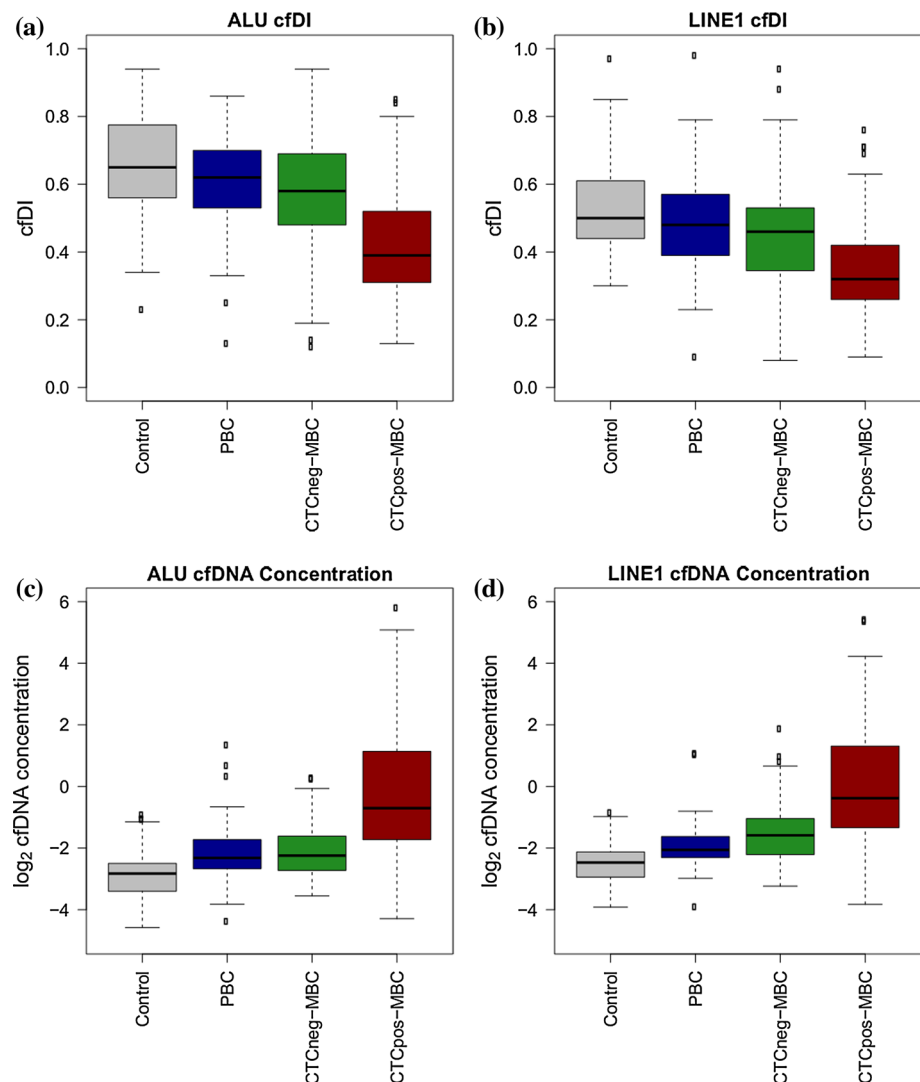 (a)
ALU cfDI
cfDI
1.0
0.8
0.6
0.4
0.2
0.0
Control
PBC
CTCneg−MBC
CTCpos−MBC
(b)
LINE1 cfDI
1.0
0.8
0.6
0.4
0.2
0.0
Control
PBC
CTCneg−MBC
CTCpos−MBC
(c)
ALU cfDNA Concentration
log₂ cfDNA concentration
6
4
2
0
−2
−4
Control
PBC
CTCneg−MBC
CTCpos−MBC
(d)
LINE1 cfDNA Concentration
log₂ cfDNA concentration
6
4
2
0
−2
−4
Control
PBC
CTCneg−MBC
CTCpos−MBC